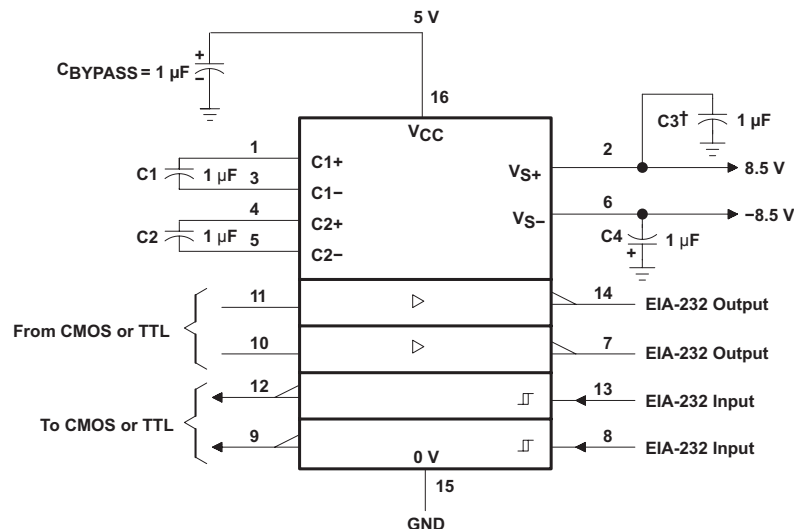 5 V
CBYPASS = 1 µF
+
−
16
VCC
C3† 1 µF
1
C1+
2
VS+
8.5 V
C1 1 µF
3
C1−
4
C2+
6
VS−
−8.5 V
C2 1 µF
5
C2−
C4 1 µF
+
11
14
EIA-232 Output
From CMOS or TTL
10
7
EIA-232 Output
12
13
EIA-232 Input
To CMOS or TTL
9
8
EIA-232 Input
0 V
15
GND